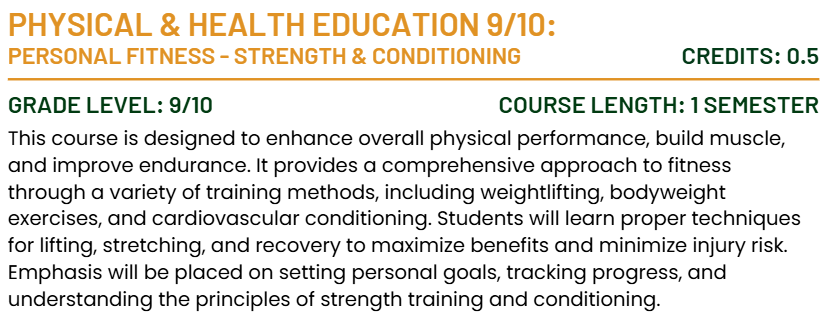 PHYSICAL & HEALTH EDUCATION 9/10:
PERSONAL FITNESS - STRENGTH & CONDITIONING CREDITS: 0.5
GRADE LEVEL: 9/10 COURSE LENGTH: 1 SEMESTER
This course is designed to enhance overall physical performance, build muscle,
and improve endurance. It provides a comprehensive approach to fitness
through a variety of training methods, including weightlifting, bodyweight
exercises, and cardiovascular conditioning. Students will learn proper techniques
for lifting, stretching, and recovery to maximize benefits and minimize injury risk.
Emphasis will be placed on setting personal goals, tracking progress, and
understanding the principles of strength training and conditioning.